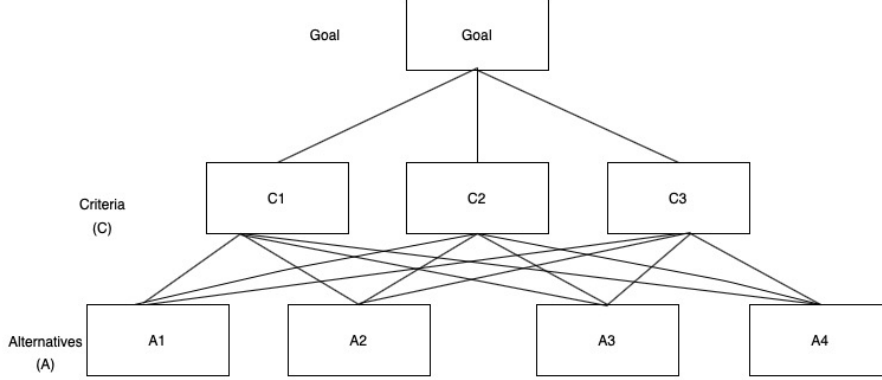 Goal
Goal
C1
C2
C3
Criteria
(C)
Alternatives
(A)
A1
A2
A3
A4